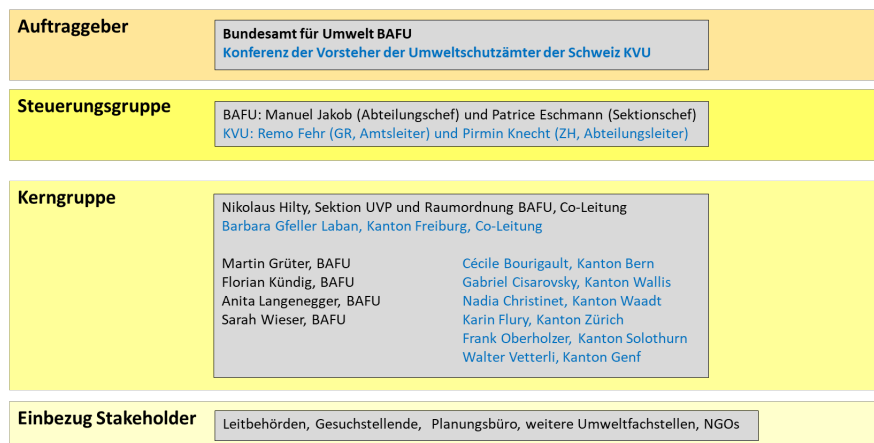 Auftraggeber
Bundesamt für Umwelt BAFU
Konferenz der Vorsteher der Umweltschutzämter der Schweiz KVU
Steuerungsgruppe
BAFU: Manuel Jakob (Abteilungschef) und Patrice Eschmann (Sektionschef)
KVU: Remo Fehr (GR, Amtsleiter) und Pirmin Knecht (ZH, Abteilungsleiter)
Kerngruppe
Nikolaus Hilty, Sektion UVP und Raumordnung BAFU, Co-Leitung
Barbara Gfeller Laban, Kanton Freiburg, Co-Leitung
Martin Grüter, BAFU
Florian Kündig, BAFU
Anita Langenegger, BAFU
Sarah Wieser, BAFU
Cécile Bourigault, Kanton Bern
Gabriel Cisarovsky, Kanton Wallis
Nadia Christinet, Kanton Waadt
Karin Flury, Kanton Zürich
Frank Oberholzer, Kanton Solothurn
Walter Vetterli, Kanton Genf
Einbezug Stakeholder
Leitbehörden, Gesuchstellende, Planungsbüro, weitere Umweltfachstellen, NGOs